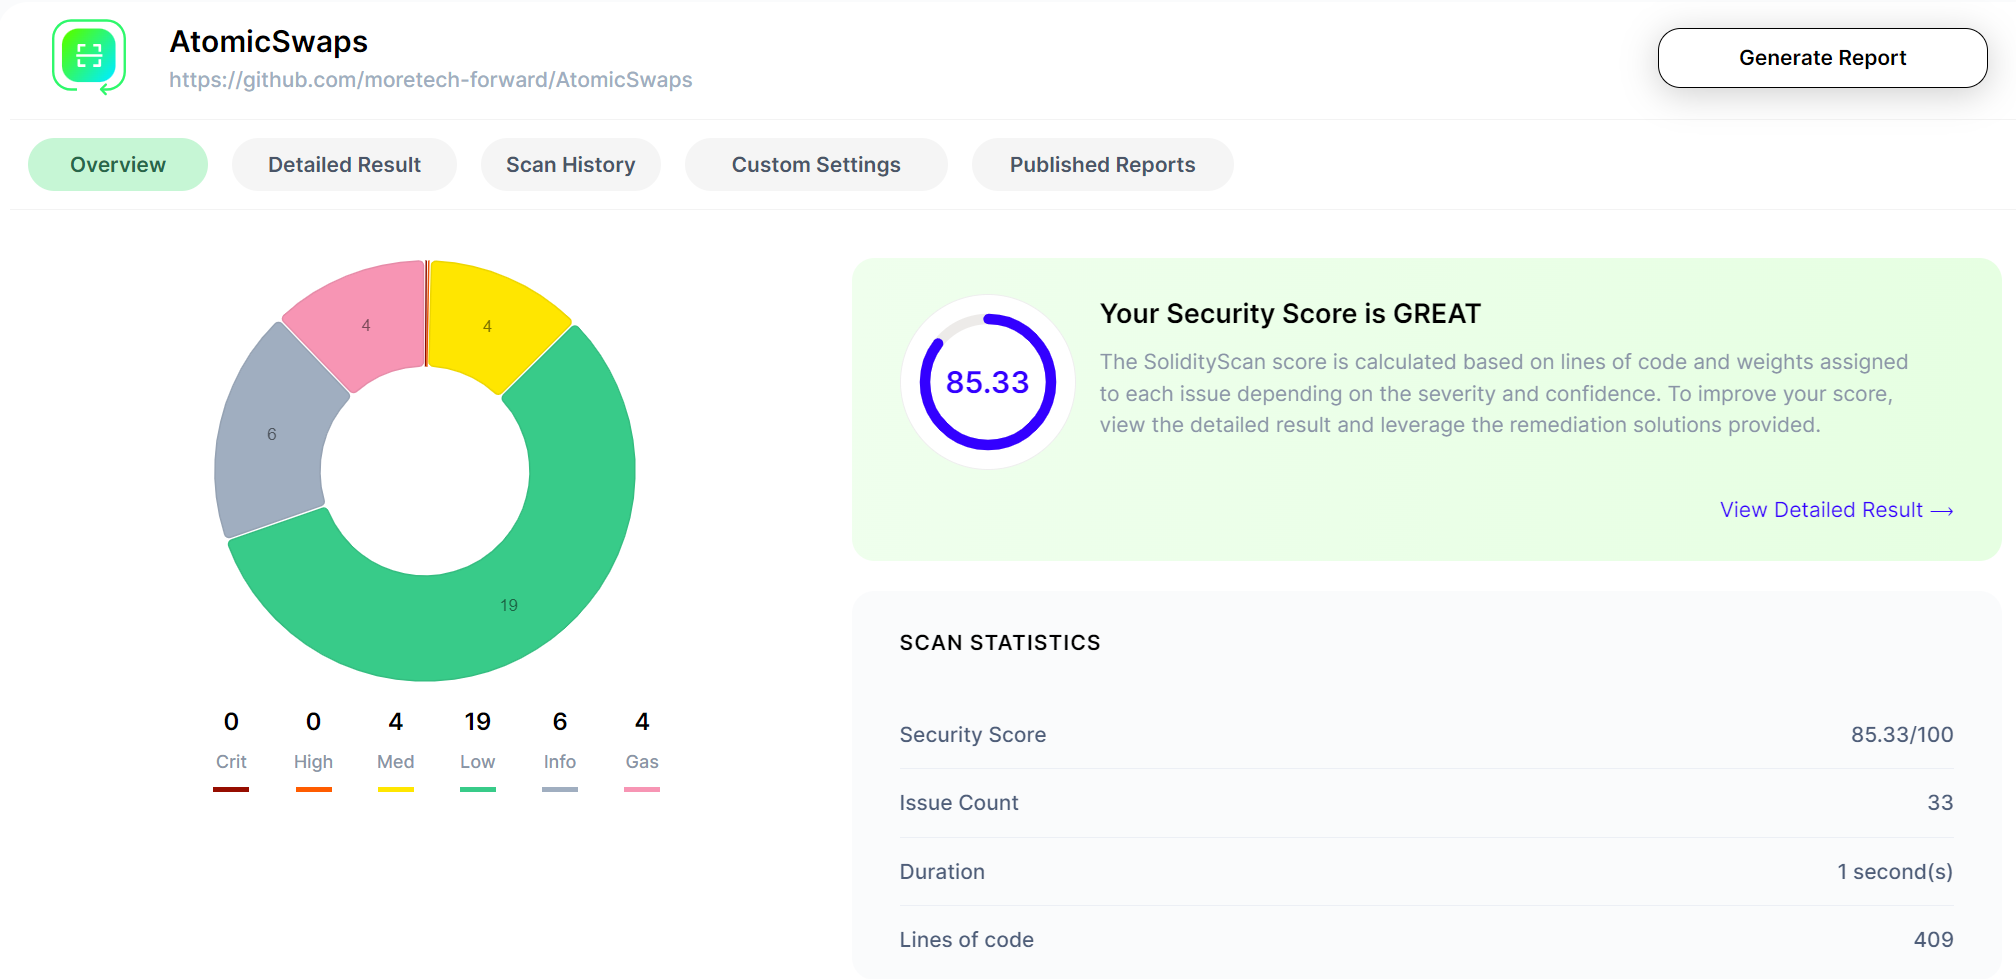 AtomicSwaps
https://github.com/moretech-forward/AtomicSwaps
Generate Report
Overview
Detailed Result
Scan History
Custom Settings
Published Reports
4
4
6
19
0
0
4
19
6
4
Crit
High
Med
Low
Info
Gas
85.33
Your Security Score is GREAT
The SolidityScan score is calculated based on lines of code and weights assigned
to each issue depending on the severity and confidence. To improve your score,
view the detailed result and leverage the remediation solutions provided.
View Detailed Result →
SCAN STATISTICS
Security Score
85.33/100
Issue Count
33
Duration
1 second(s)
Lines of code
409